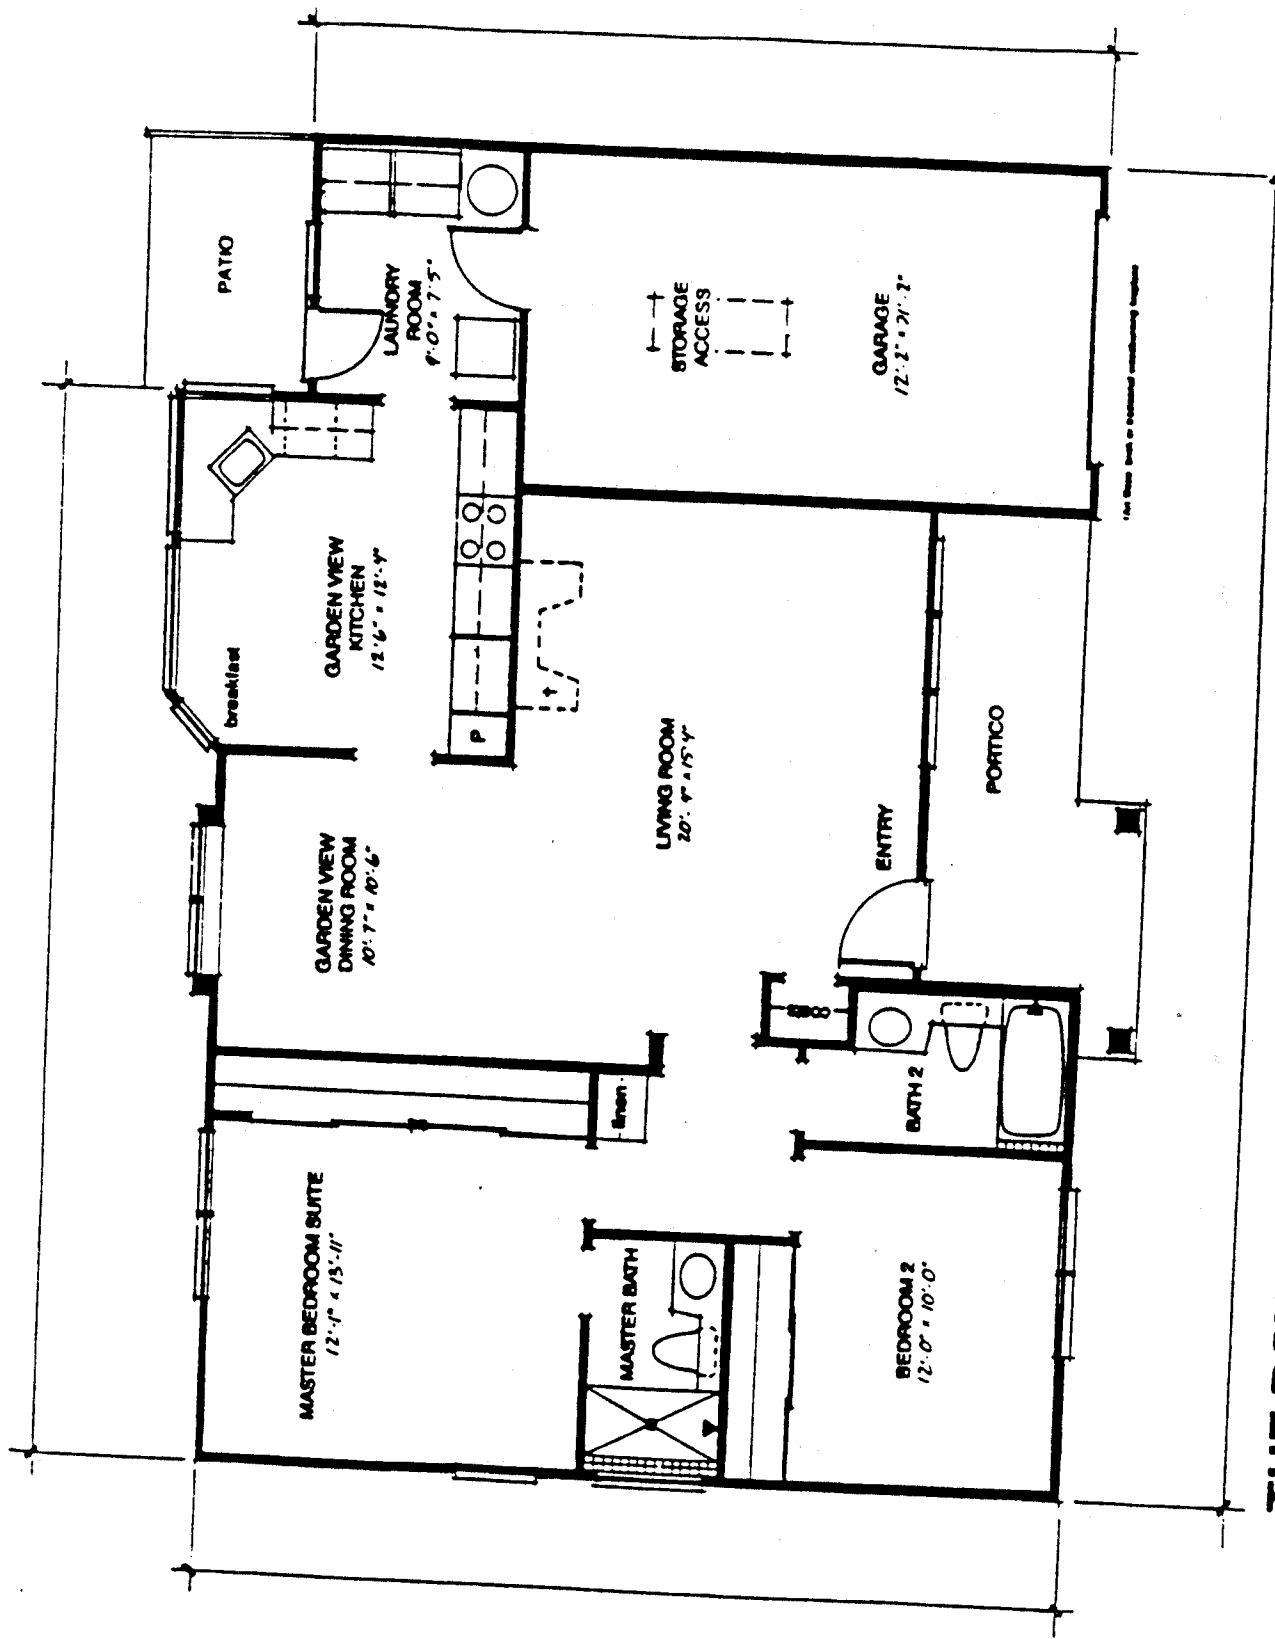 PATIO
LAUNDRY
ROOM
9'-0" x 7'-5"
STORAGE
ACCESS
GARAGE
12'-2" x 21'-2"
GARDEN VIEW
KITCHEN
12'-6" x 12'-9"
breakfast
P
GARDEN VIEW
DINING ROOM
10'-7" x 10'-6"
LIVING ROOM
20'-9" x 15'9"
ENTRY
PORTICO
linen
BATH 2
MASTER BEDROOM SUITE
12'-1" x 13'-11"
MASTER BATH
BEDROOM 2
12'-0" x 10'-0"